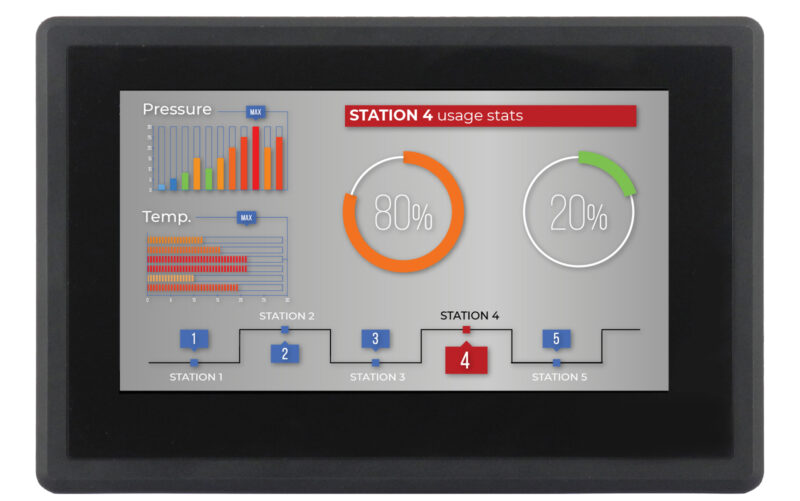 Pressure
MAX
STATION 4 usage stats
80%
20%
Temp.
MAX
STATION 2
STATION 4
1
3
5
2
4
STATION 1
STATION 3
STATION 5